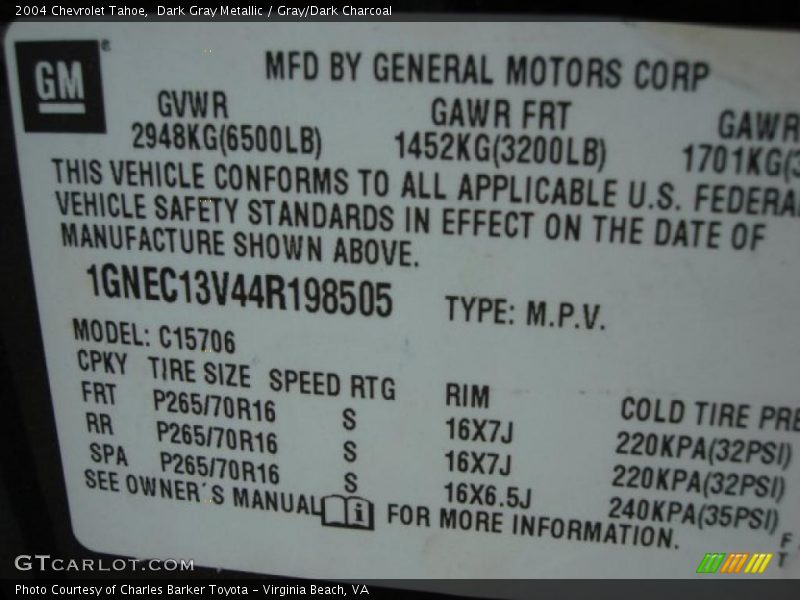 2004 Chevrolet Tahoe, Dark Gray Metallic / Gray/Dark Charcoal
GM ®
MFD BY GENERAL MOTORS CORP
GVWR GAWR FRT GAWR
2948KG(6500LB) 1452KG(3200LB) 1701KG(3
THIS VEHICLE CONFORMS TO ALL APPLICABLE U.S. FEDERAL
VEHICLE SAFETY STANDARDS IN EFFECT ON THE DATE OF
MANUFACTURE SHOWN ABOVE.
1GNEC13V44R198505 TYPE: M.P.V.
MODEL: C15706
CPKY TIRE SIZE SPEED RTG RIM COLD TIRE PRE
FRT P265/70R16 S 16X7J 220KPA(32PSI)
RR P265/70R16 S 16X7J 220KPA(32PSI)
SPA P265/70R16 S 16X6.5J 240KPA(35PSI)
SEE OWNER'S MANUAL i FOR MORE INFORMATION.
F
T
GTCARLOT.COM
Photo Courtesy of Charles Barker Toyota - Virginia Beach, VA